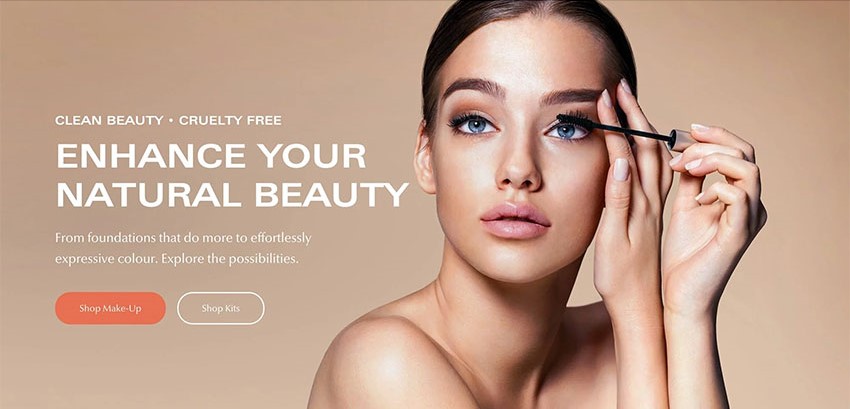 CLEAN BEAUTY • CRUELTY FREE
ENHANCE YOUR
NATURAL BEAUTY
From foundations that do more to effortlessly
expressive colour. Explore the possibilities.
Shop Make-Up
Shop Kits